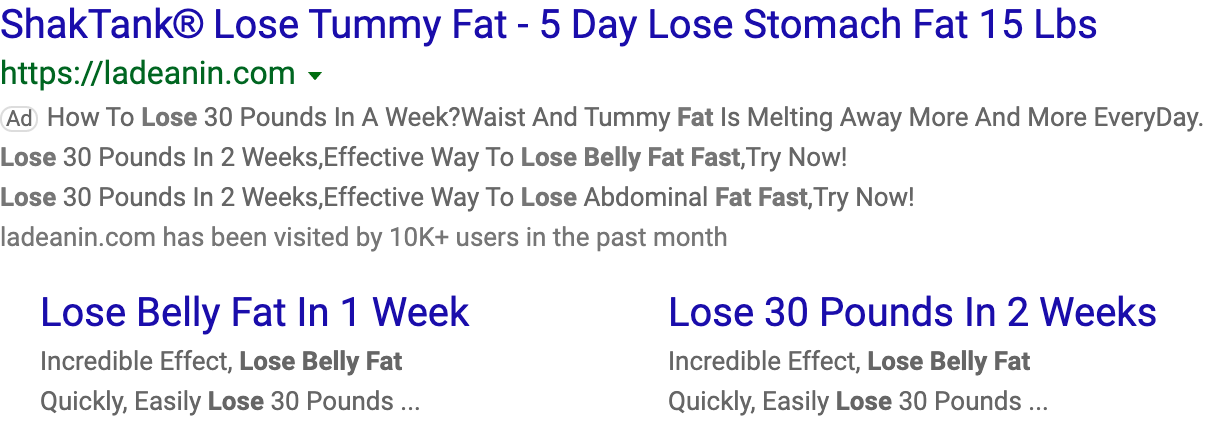 ShakTank® Lose Tummy Fat - 5 Day Lose Stomach Fat 15 Lbs
https://ladeanin.com
Ad How To Lose 30 Pounds In A Week?Waist And Tummy Fat Is Melting Away More And More EveryDay.
Lose 30 Pounds In 2 Weeks,Effective Way To Lose Belly Fat Fast,Try Now!
Lose 30 Pounds In 2 Weeks,Effective Way To Lose Abdominal Fat Fast,Try Now!
ladeanin.com has been visited by 10K+ users in the past month
Lose Belly Fat In 1 Week
Incredible Effect, Lose Belly Fat
Quickly, Easily Lose 30 Pounds ...
Lose 30 Pounds In 2 Weeks
Incredible Effect, Lose Belly Fat
Quickly, Easily Lose 30 Pounds ...